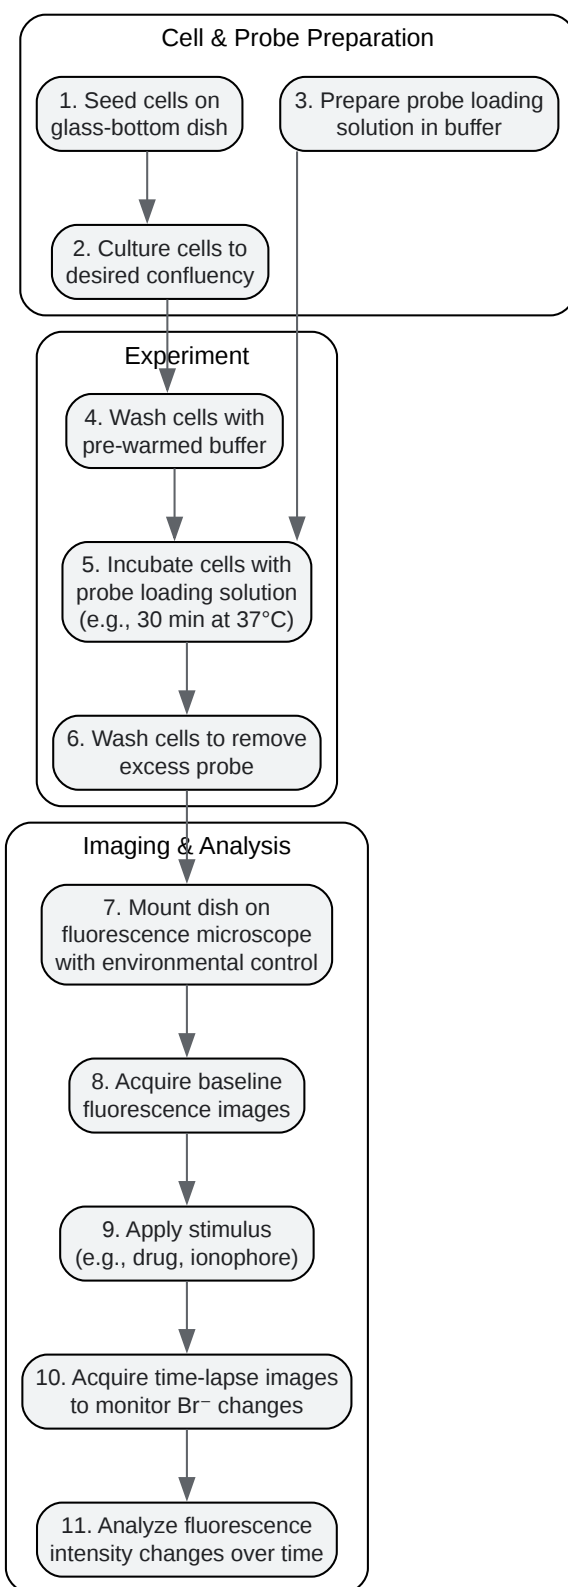 Cell & Probe Preparation
1. Seed cells on
glass-bottom dish
3. Prepare probe loading
solution in buffer
2. Culture cells to
desired confluency
Experiment
4. Wash cells with
pre-warmed buffer
5. Incubate cells with
probe loading solution
(e.g., 30 min at 37°C)
6. Wash cells to remove
excess probe
Imaging & Analysis
7. Mount dish on
fluorescence microscope
with environmental control
8. Acquire baseline
fluorescence images
9. Apply stimulus
(e.g., drug, ionophore)
10. Acquire time-lapse images
to monitor Br⁻ changes
11. Analyze fluorescence
intensity changes over time